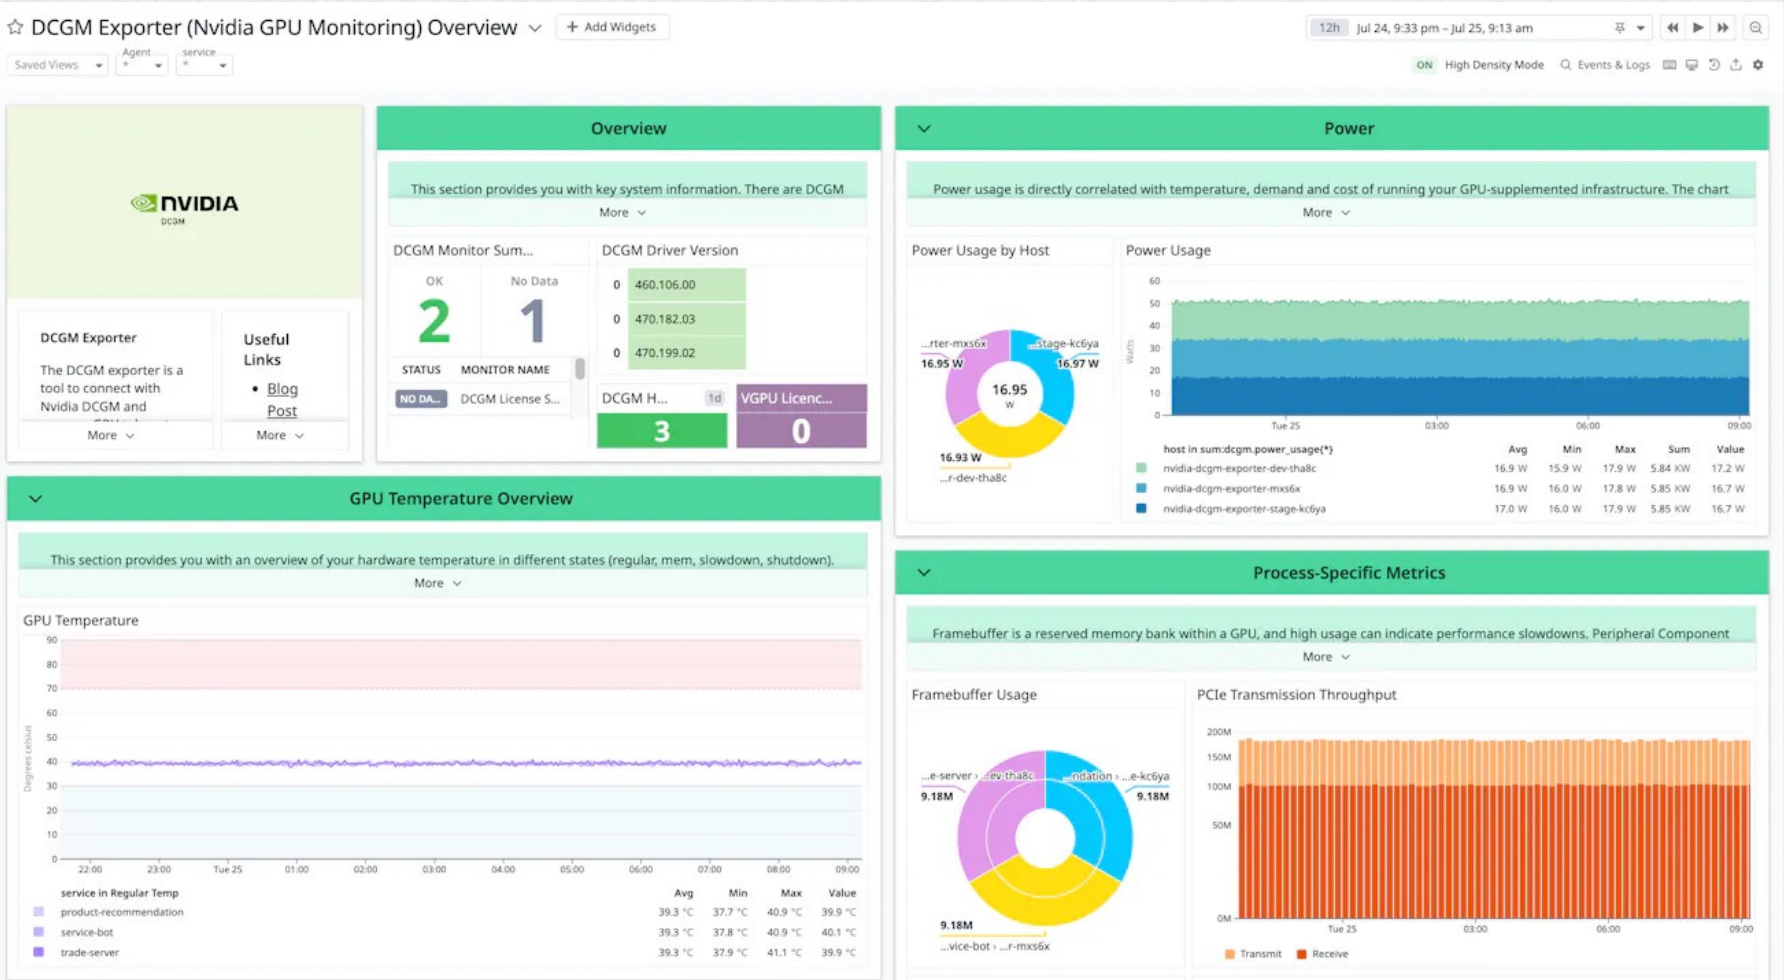 DCGM Exporter (Nvidia GPU Monitoring) Overview
+ Add Widgets
12h Jul 24, 9:33 pm – Jul 25, 9:13 am
Saved Views
Agent
*
service
*
ON High Density Mode
Events & Logs
NVIDIA
DCGM
DCGM Exporter
The DCGM exporter is a
tool to connect with
Nvidia DCGM and
More
Useful
Links
• Blog
Post
More
Overview
This section provides you with key system information. There are DCGM
More
DCGM Monitor Sum...
OK
2
No Data
1
STATUS MONITOR NAME
NO DA... DCGM License S...
DCGM Driver Version
0 460.106.00
0 470.182.03
0 470.199.02
DCGM H... 1d
3
VGPU Licenc...
0
Power
Power usage is directly correlated with temperature, demand and cost of running your GPU-supplemented infrastructure. The chart
More
Power Usage by Host
...rter-mxs6x
16.95 W
...stage-kc6ya
16.97 W
16.95
W
16.93 W
...r-dev-tha8c
Power Usage
Watts
60
50
40
30
20
10
0
Tue 25 03:00 06:00 09:00
host in sum:dcgm.power_usage{*} Avg Min Max Sum Value
nvidia-dcgm-exporter-dev-tha8c 16.9 W 15.9 W 17.9 W 5.84 KW 17.2 W
nvidia-dcgm-exporter-mxs6x 16.9 W 16.0 W 17.8 W 5.85 KW 16.7 W
nvidia-dcgm-exporter-stage-kc6ya 17.0 W 16.0 W 17.9 W 5.85 KW 16.7 W
GPU Temperature Overview
This section provides you with an overview of your hardware temperature in different states (regular, mem, slowdown, shutdown).
More
GPU Temperature
Degrees celsius
90
80
70
60
50
40
30
20
10
0
22:00 23:00 Tue 25 01:00 02:00 03:00 04:00 05:00 06:00 07:00 08:00 09:00
service in Regular Temp Avg Min Max Value
product-recommendation 39.3 °C 37.7 °C 40.9 °C 39.9 °C
service-bot 39.3 °C 37.8 °C 40.9 °C 40.1 °C
trade-server 39.3 °C 37.9 °C 41.1 °C 39.9 °C
Process-Specific Metrics
Framebuffer is a reserved memory bank within a GPU, and high usage can indicate performance slowdowns. Peripheral Component
More
Framebuffer Usage
...e-server › ...ev-tha8c
9.18M
...ndation › ...e-kc6ya
9.18M
9.18M
...vice-bot › ...r-mxs6x
PCIe Transmission Throughput
200M
150M
100M
50M
0M
Tue 25 03:00 06:00 09:00
Transmit Receive